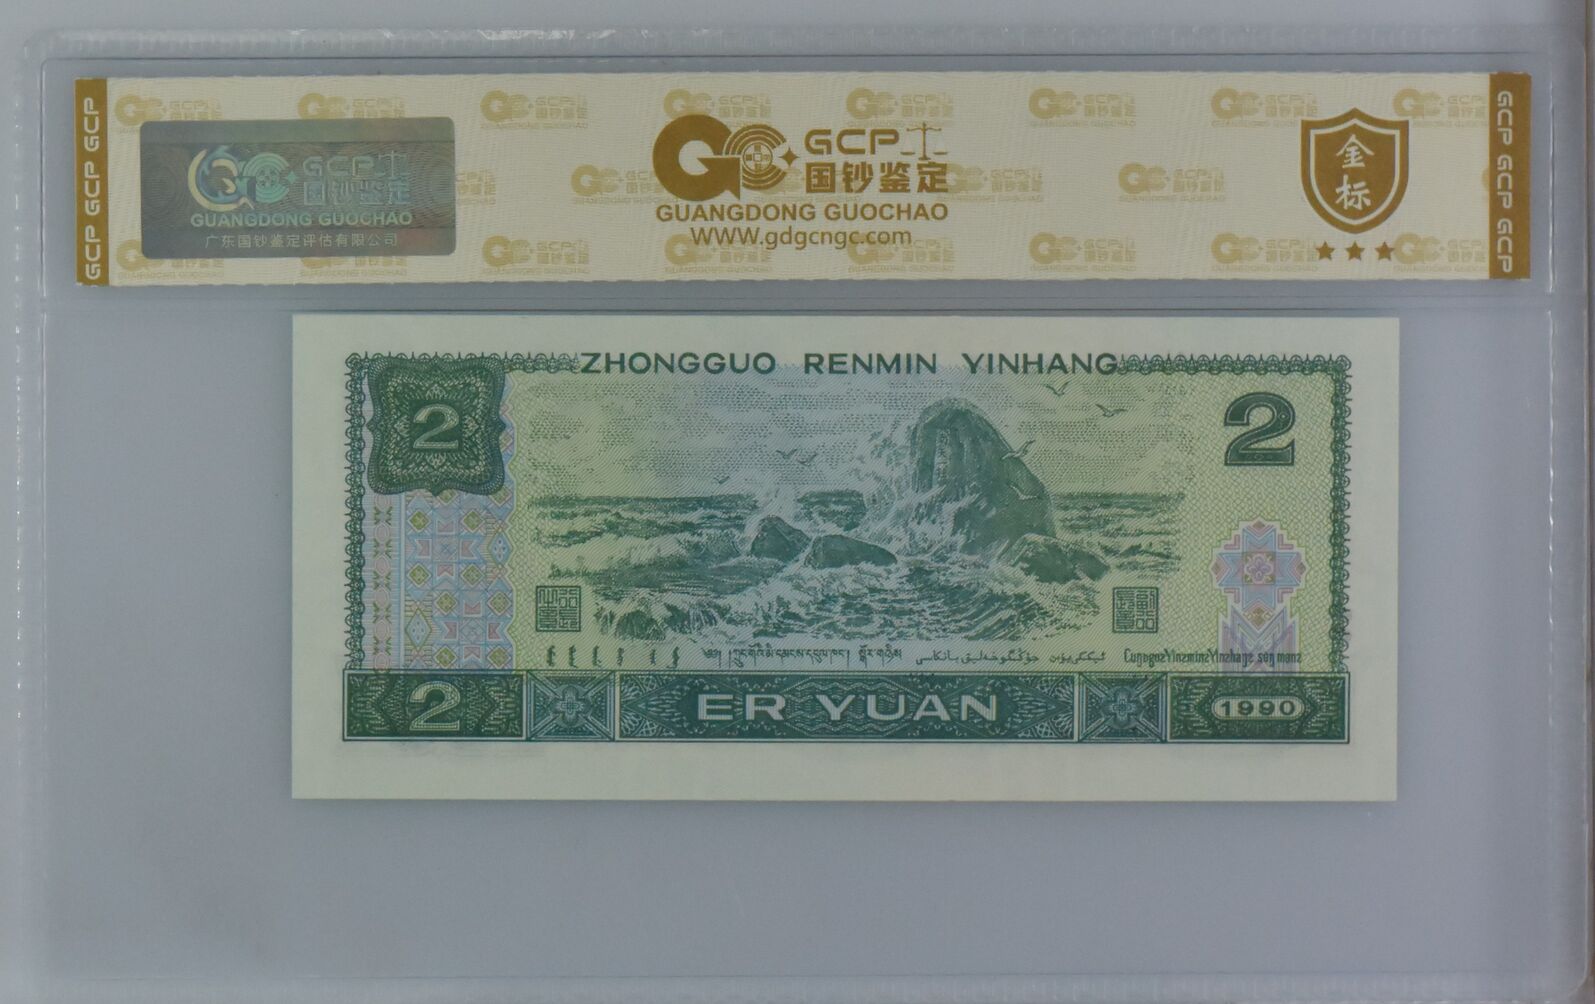 GCP GCP GCP
GCP
国钞鉴定
GUANGDONG GUOCHAO
广东国钞鉴定评估有限公司
GCP
国钞鉴定
GUANGDONG GUOCHAO
WWW.gdgcngc.com
金标
GCP GCP GCP
ZHONGGUO RENMIN YINHANG
2
2
2
ER YUAN
1990